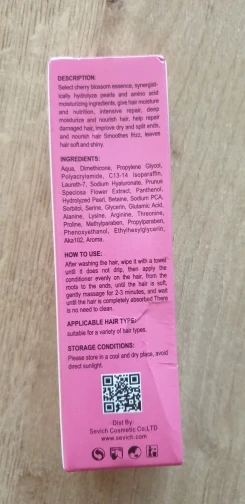 DESCRIPTION:
Select cherry blossom essence, synergist-
ically hydrolyze pearls and amino acid
moisturizing ingredients, give hair moisture
and nutrition, intensive repair, deep
moisturize and nourish hair, help repair
damaged hair, improve dry and split ends,
and nourish hair Smoothes frizz, leaves
hair soft and shiny.
INGREDIENTS:
Aqua, Dimethicone, Propylene Glycol,
Polyacrylamide, C13-14 Isoparaffin,
Laureth-7, Sodium Hyaluronate, Prunus
Speciosa Flower Extract, Panthenol,
Hydrolyzed Pearl, Betaine, Sodium PCA,
Sorbitol, Serine, Glycerin, Glutamic Acid,
Alanine, Lysine, Arginine, Threonine,
Proline, Methylparaben, Propylparaben,
Phenoxyethanol, Ethylhexylglycerin,
Aroma.
HOW TO USE:
After washing the hair, wipe it with a towel
until it does not drip, then apply the
conditioner evenly on the hair, from the
roots to the ends, until the hair is soft,
gently massage for 2-3 minutes, and wait
until the hair is completely absorbed There
is no need to clean.
APPLICABLE HAIR TYPE:
suitable for a variety of hair types.
STORAGE CONDITIONS:
Please store in a cool and dry place, avoid
direct sunlight.
Dist By:
Sevich Cosmetic Co,LTD
www.sevich.com